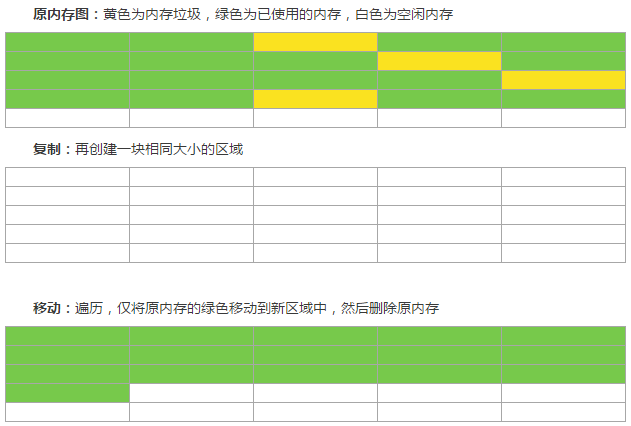 原内存图：黄色为内存垃圾，绿色为已使用的内存，白色为空闲内存
复制：再创建一块相同大小的区域
移动：遍历，仅将原内存的绿色移动到新区域中，然后删除原内存